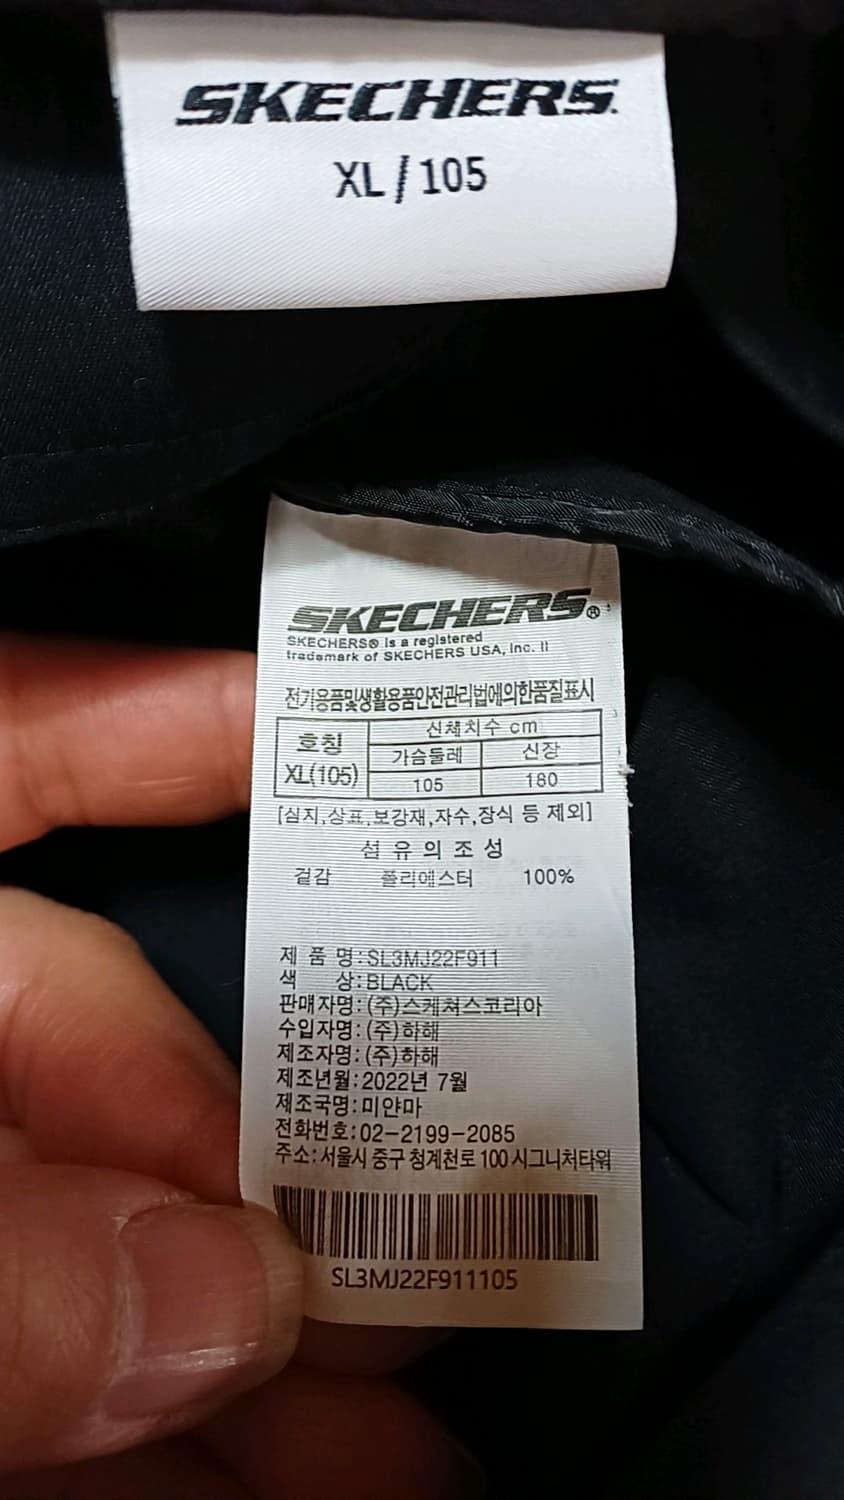 SKECHERS.
XL/105
SKECHERS®
SKECHERS® is a registered
trademark of SKECHERS USA, Inc. II
전기용품및생활용품안전관리법에의한품질표시
호칭 신체치수 cm
가슴둘레 신장
XL(105) 105 180
[심지,상표,보강재,자수,장식 등 제외]
섬유의조성
겉감 폴리에스터 100%
제 품 명:SL3MJ22F911
색 상:BLACK
판매자명:(주)스케쳐스코리아
수입자명:(주)하해
제조자명:(주)하해
제조년월:2022년 7월
제조국명:미얀마
전화번호:02-2199-2085
주소:서울시 중구 청계천로 100 시그니처타워
SL3MJ22F911105